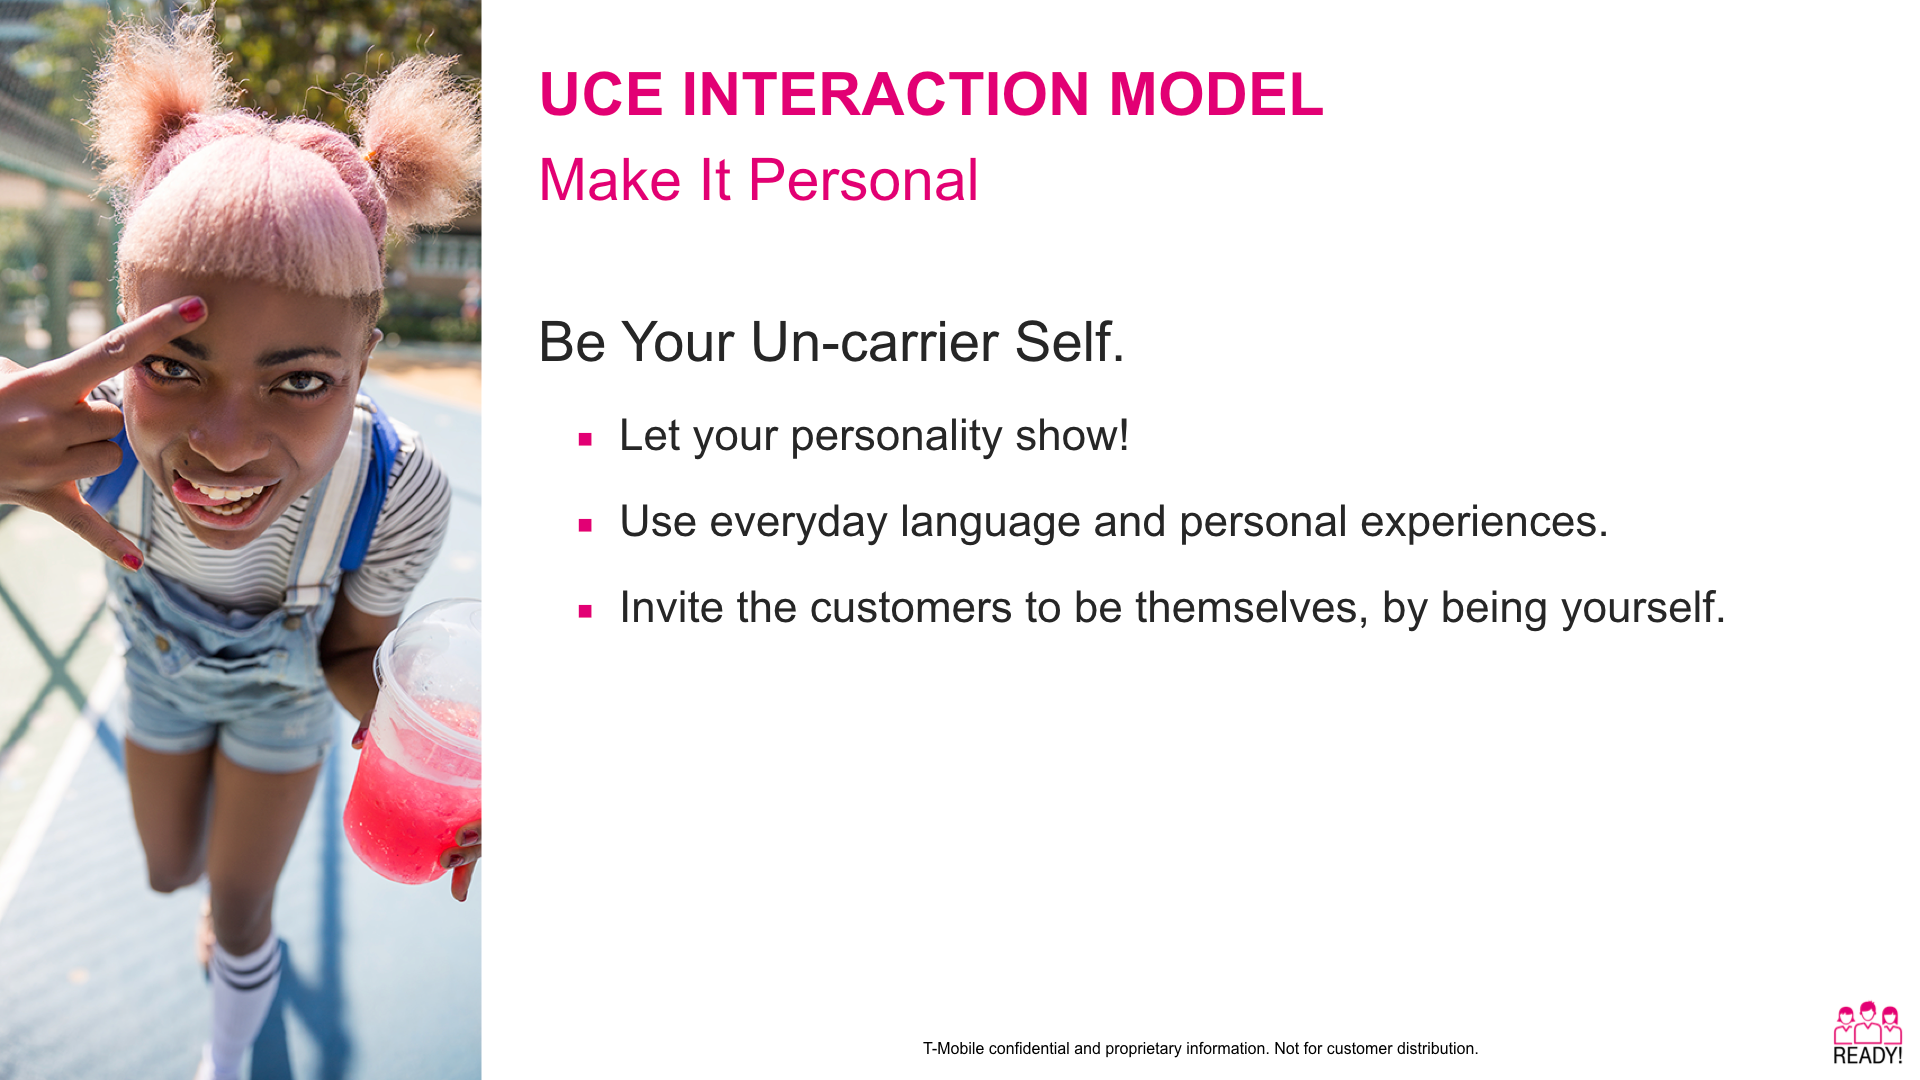 UCE INTERACTION MODEL
Make It Personal
Be Your Un-carrier Self.
▪ Let your personality show!
▪ Use everyday language and personal experiences.
▪ Invite the customers to be themselves, by being yourself.
T-Mobile confidential and proprietary information. Not for customer distribution.
READY!